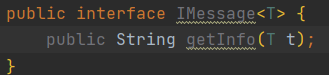 public interface IMessage<T> {
    public String getInfo(T t);
}